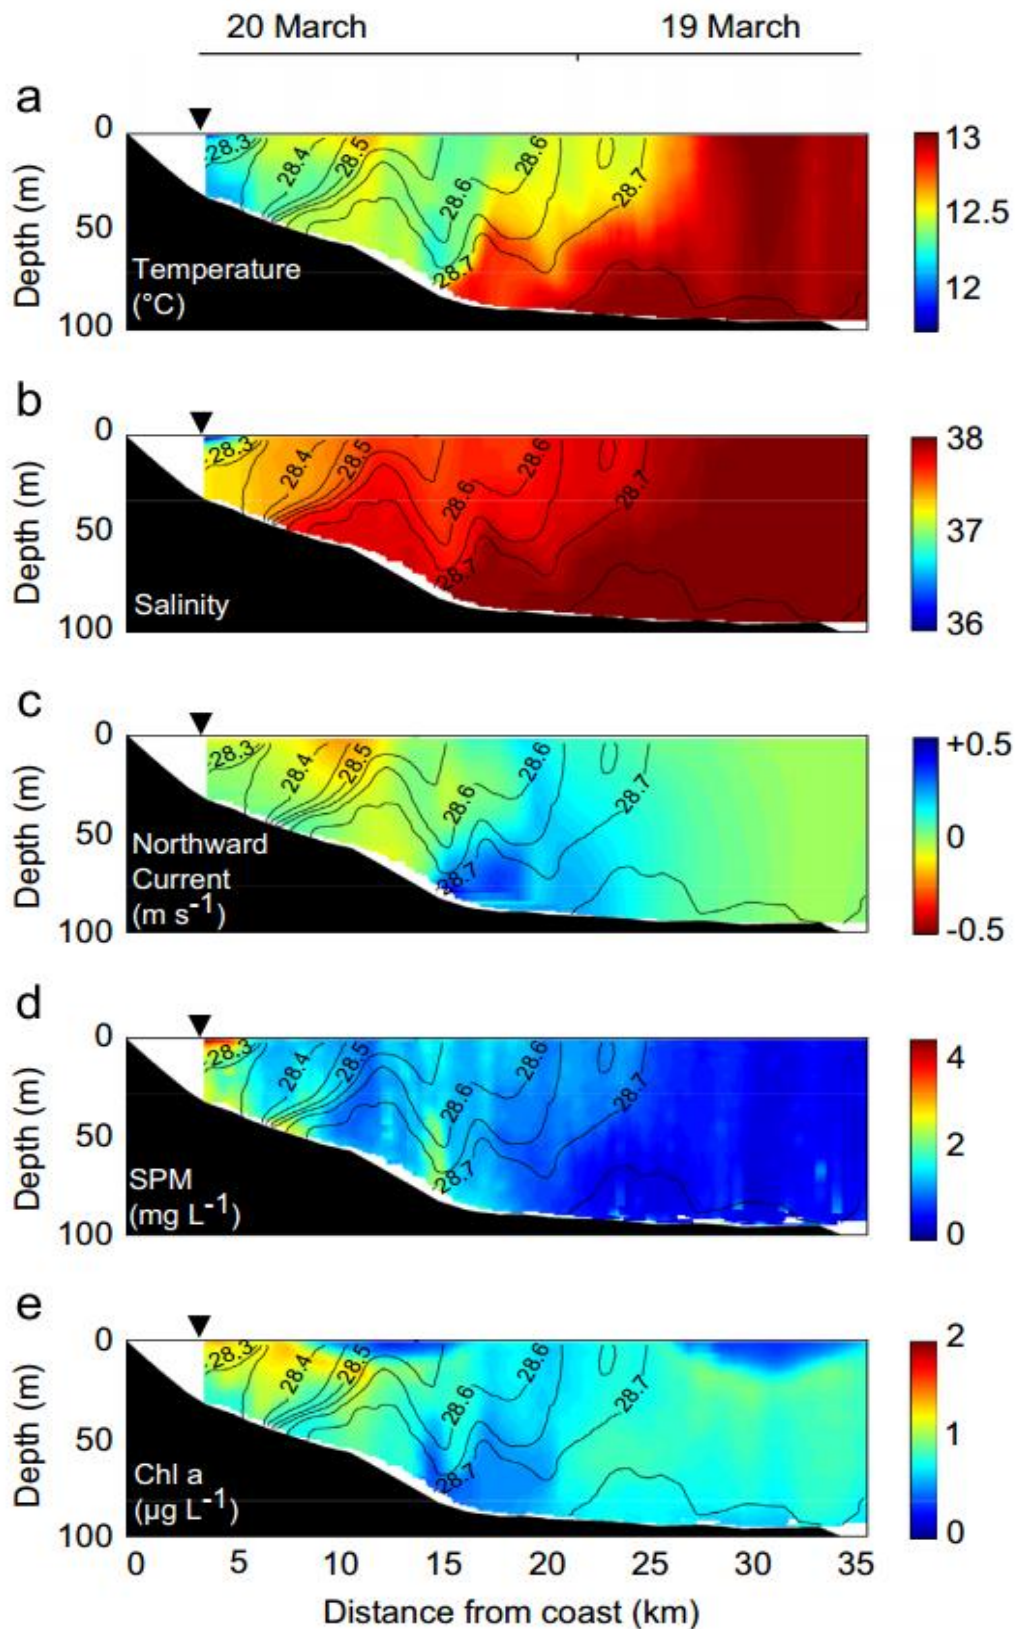 20 March 19 March
a
0
50
100
Depth (m)
28.3 28.4 28.5 28.6 28.6 28.7 28.7
Temperature
(°C)
13
12.5
12
b
0
50
100
Depth (m)
28.3 28.4 28.5 28.6 28.6 28.7 28.7
Salinity
38
37
36
c
0
50
100
Depth (m)
28.3 28.4 28.5 28.6 28.6 28.7 28.7
Northward
Current
(m s-1)
+0.5
0
-0.5
d
0
50
100
Depth (m)
28.3 28.4 28.5 28.6 28.6 28.7 28.7
SPM
(mg L-1)
4
2
0
e
0
50
100
Depth (m)
28.3 28.4 28.5 28.6 28.6 28.7 28.7
Chl a
(µg L-1)
2
1
0
0 5 10 15 20 25 30 35
Distance from coast (km)